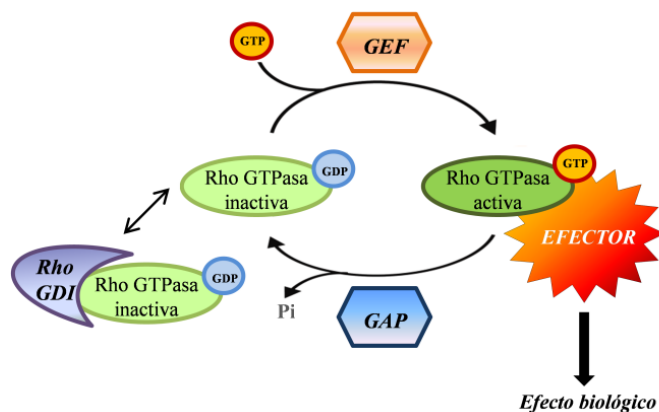 GTP
GEF
Rho GTPasa
inactiva
GDP
Rho GTPasa
activa
GTP
EFECTOR
Rho
GDI
Rho GTPasa
inactiva
GDP
Pi
GAP
Efecto biológico